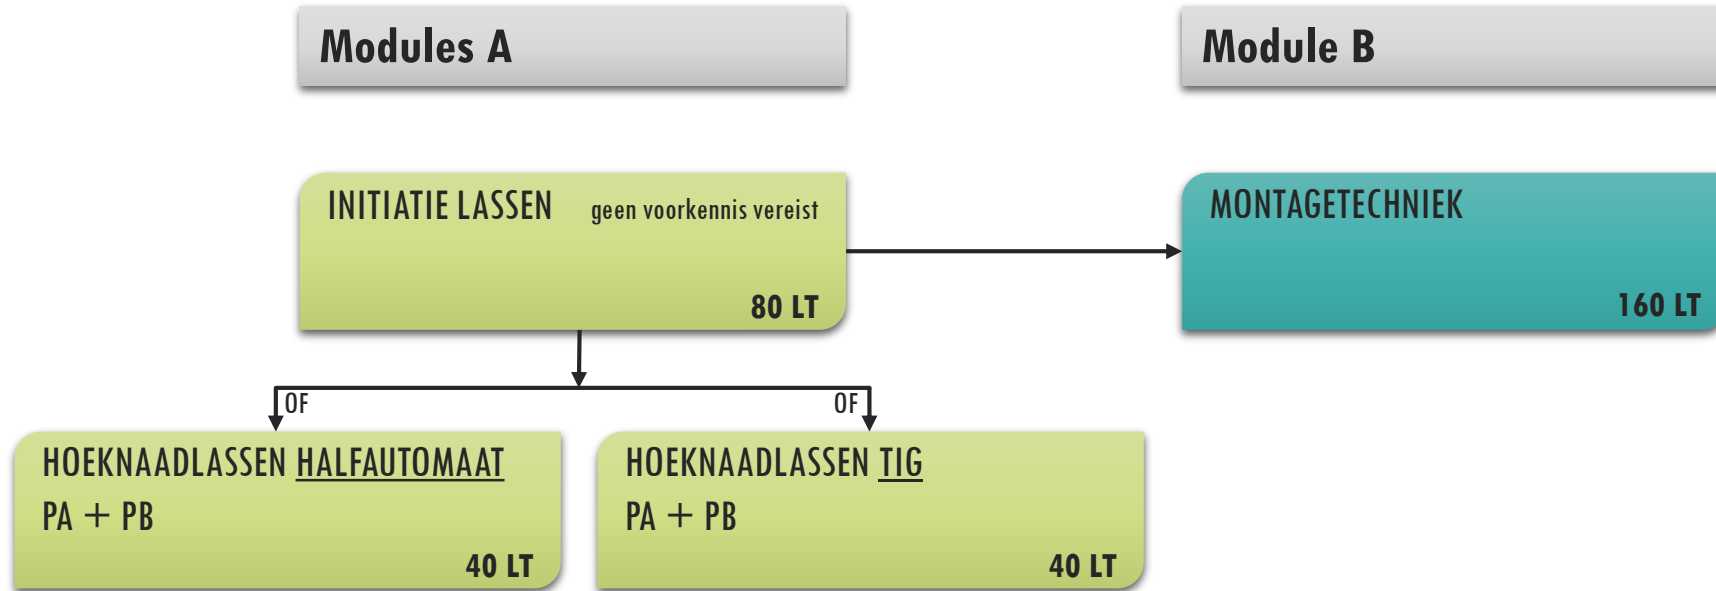 Modules A
Module B
INITIATIE LASSEN geen voorkennis vereist
80 LT
MONTAGETECHNIEK
160 LT
OF
OF
HOEKNAADLASSEN HALFAUTOMAAT
PA + PB
40 LT
HOEKNAADLASSEN TIG
PA + PB
40 LT